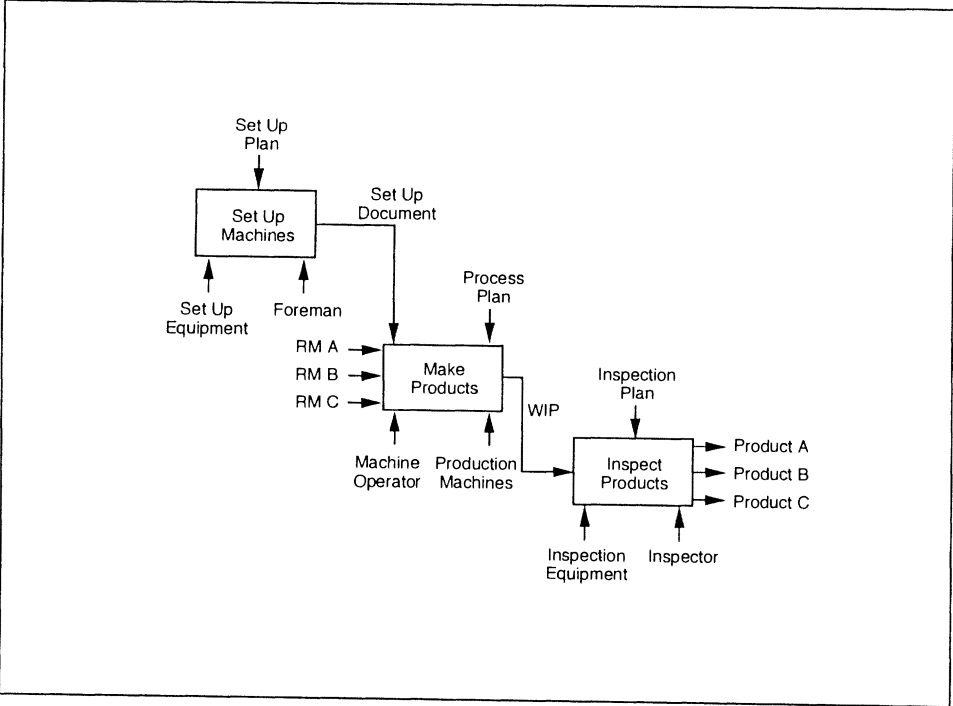 Set Up
Plan
Set Up
Machines
Set Up
Document
Set Up
Equipment
Foreman
Process
Plan
RM A
RM B
RM C
Make
Products
WIP
Machine
Operator
Production
Machines
Inspection
Plan
Inspect
Products
Product A
Product B
Product C
Inspection
Equipment
Inspector